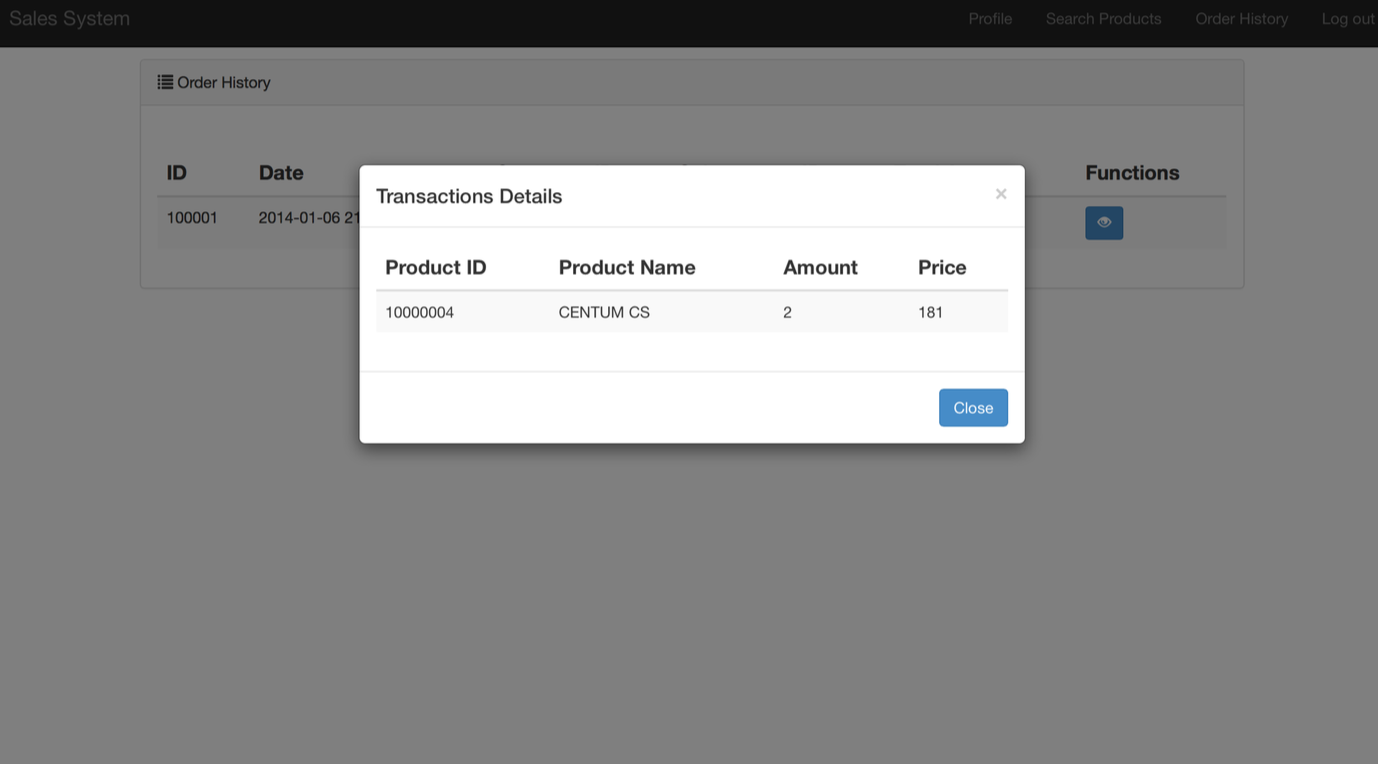 Sales System Profile Search Products Order History Log out
Order History
ID Date Functions
100001 2014-01-06 21
Transactions Details ×
Product ID Product Name Amount Price
10000004 CENTUM CS 2 181
Close